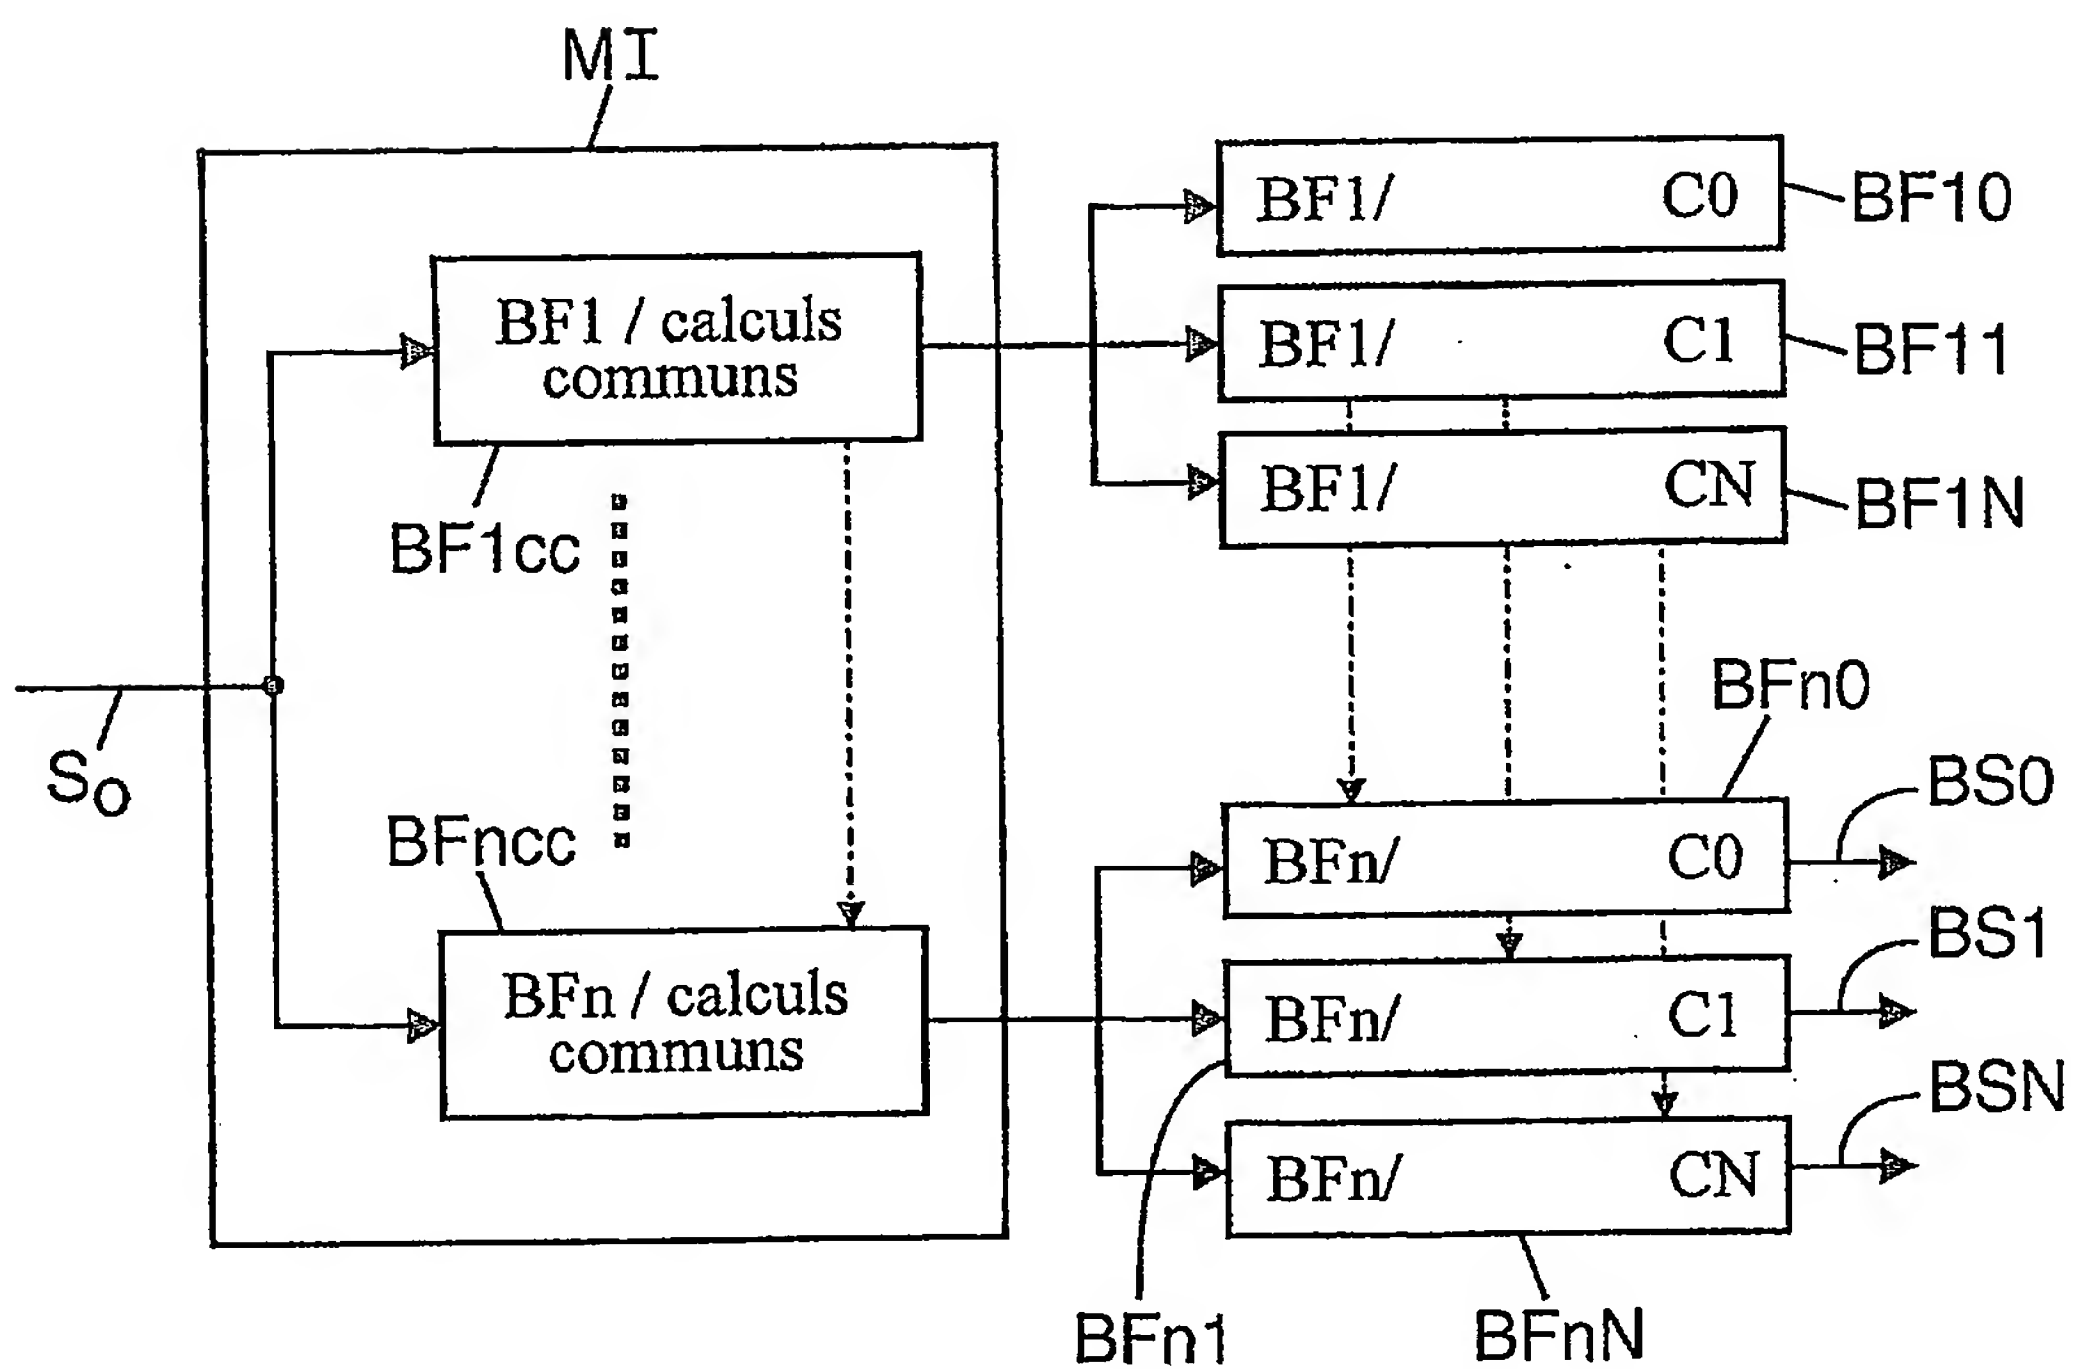 MI
BF1/ C0
BF10
BF1 / calculs
communs
BF1/ C1
BF11
BF1/ CN
BF1N
BF1cc
BFn0
So
BFncc
BFn/ C0
BS0
BFn / calculs
communs
BFn/ C1
BS1
BFn/ CN
BSN
BFn1
BFnN